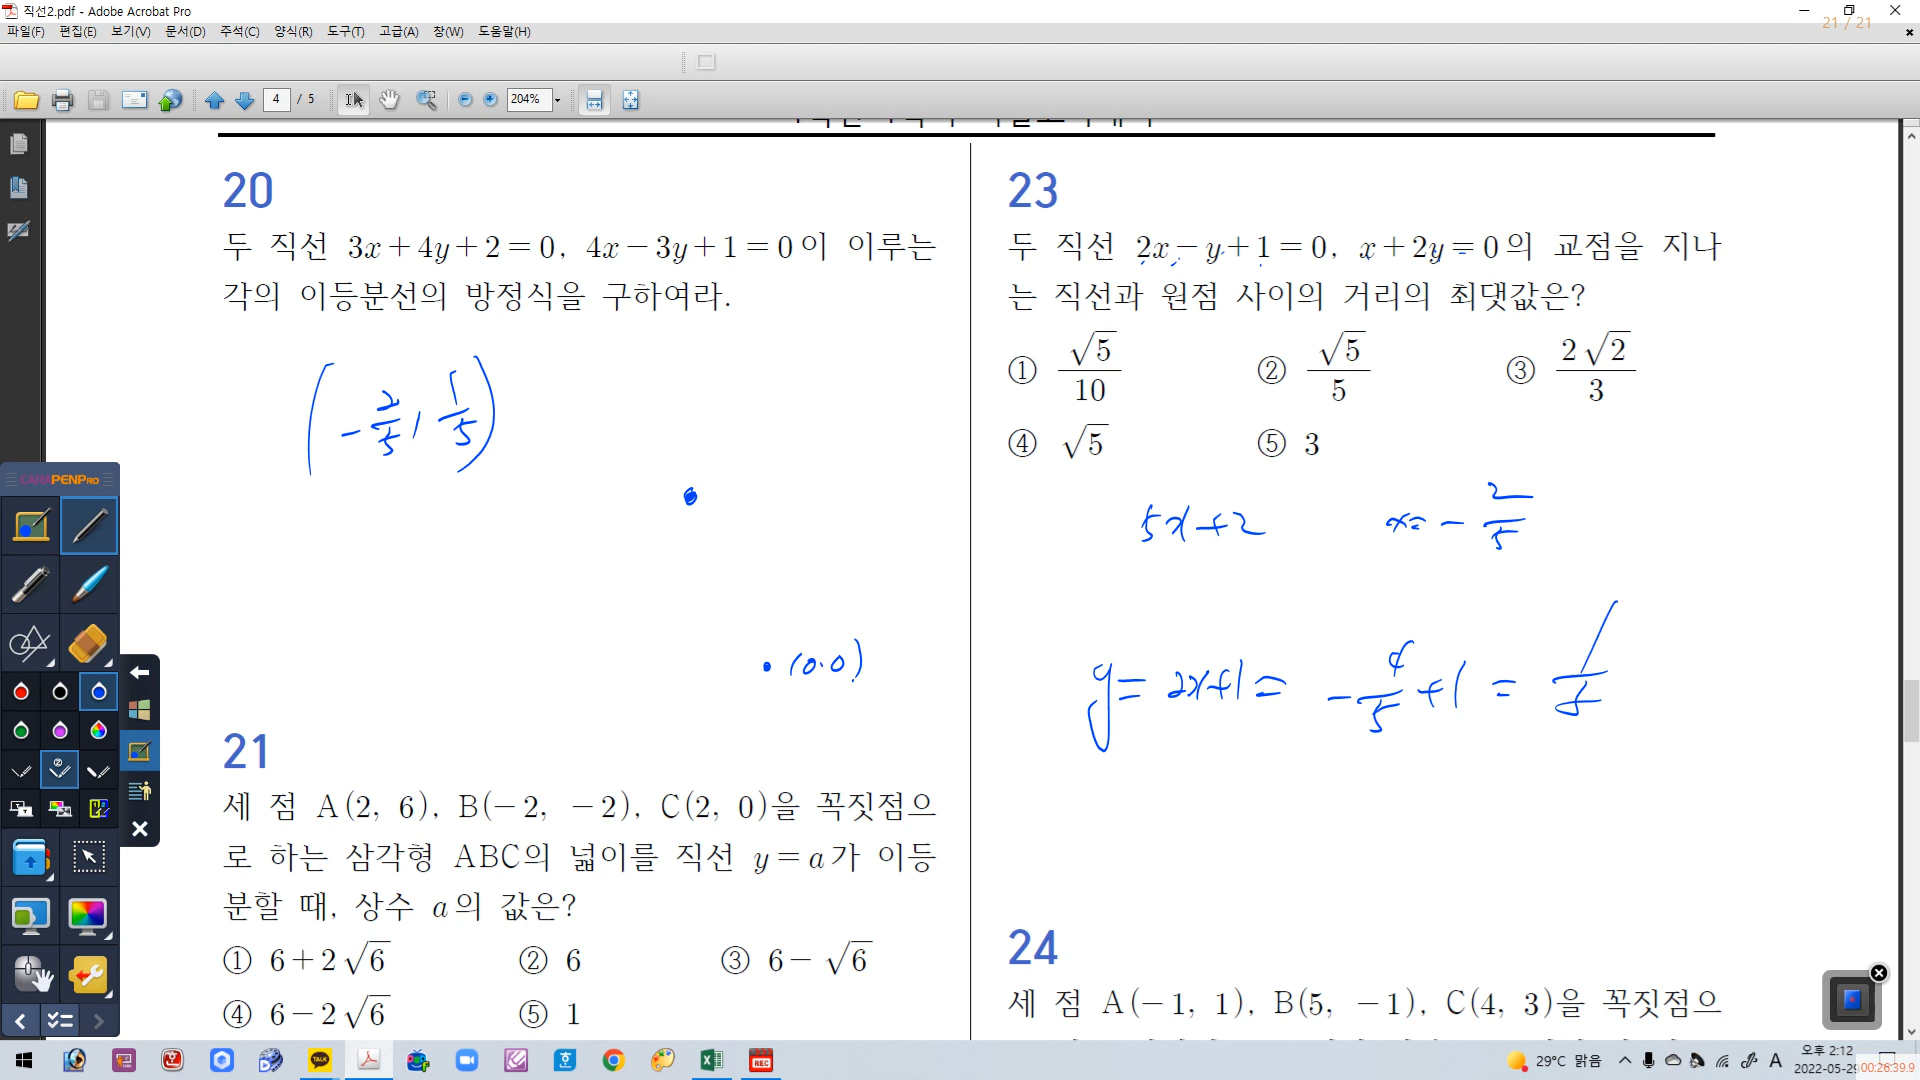 직선2.pdf - Adobe Acrobat Pro
21 / 21
파일(F) 편집(E) 보기(V) 문서(D) 주석(C) 양식(R) 도구(T) 고급(A) 창(W) 도움말(H)
4 / 5
204%
20
두 직선 3x+4y+2=0, 4x-3y+1=0이 이루는
각의 이등분선의 방정식을 구하여라.
(-2/5, 1/5)
(0.0)
21
세 점 A(2, 6), B(-2, -2), C(2, 0)을 꼭짓점으
로 하는 삼각형 ABC의 넓이를 직선 y=a가 이등
분할 때, 상수 a의 값은?
① 6+2√6 ② 6 ③ 6-√6
④ 6-2√6 ⑤ 1
23
두 직선 2x-y+1=0, x+2y=0의 교점을 지나
는 직선과 원점 사이의 거리의 최댓값은?
① √5/10 ② √5/5 ③ 2√2/3
④ √5 ⑤ 3
5x+2 x=-2/5
y=2x+1=-4/5+1=1/5
24
세 점 A(-1, 1), B(5, -1), C(4, 3)을 꼭짓점으
CARAPENPRO
TALK
REC
29°C 맑음
A
오후 2:12
2022-05-29
00:26:39.9